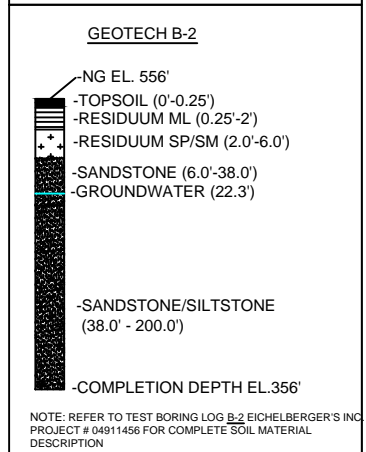 GEOTECH B-2
-NG EL. 556'
-TOPSOIL (0'-0.25')
-RESIDUUM ML (0.25'-2')
-RESIDUUM SP/SM (2.0'-6.0')
-SANDSTONE (6.0'-38.0')
-GROUNDWATER (22.3')
-SANDSTONE/SILTSTONE
(38.0' - 200.0')
-COMPLETION DEPTH EL.356'
NOTE: REFER TO TEST BORING LOG B-2 EICHELBERGER'S INC.
PROJECT # 04911456 FOR COMPLETE SOIL MATERIAL
DESCRIPTION